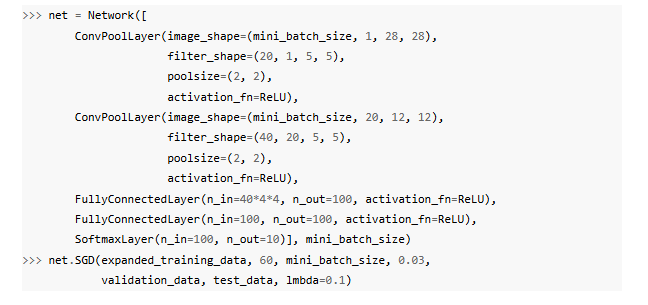 >>> net = Network([
        ConvPoolLayer(image_shape=(mini_batch_size, 1, 28, 28),
                      filter_shape=(20, 1, 5, 5),
                      poolsize=(2, 2),
                      activation_fn=ReLU),
        ConvPoolLayer(image_shape=(mini_batch_size, 20, 12, 12),
                      filter_shape=(40, 20, 5, 5),
                      poolsize=(2, 2),
                      activation_fn=ReLU),
        FullyConnectedLayer(n_in=40*4*4, n_out=100, activation_fn=ReLU),
        FullyConnectedLayer(n_in=100, n_out=100, activation_fn=ReLU),
        SoftmaxLayer(n_in=100, n_out=10)], mini_batch_size)
>>> net.SGD(expanded_training_data, 60, mini_batch_size, 0.03,
            validation_data, test_data, lmbda=0.1)